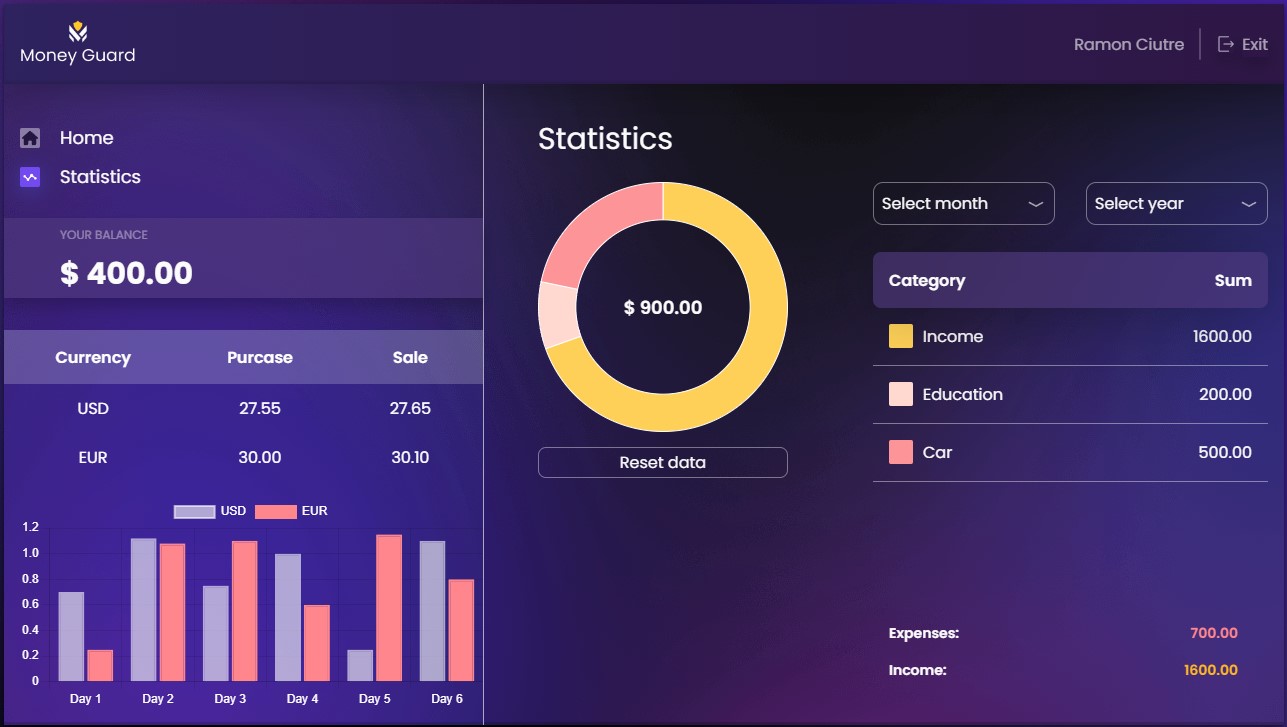 Money Guard
Ramon Ciutre
Exit
Home
Statistics
YOUR BALANCE
$ 400.00
Currency Purcase Sale
USD 27.55 27.65
EUR 30.00 30.10
USD EUR
1.2
1.0
0.8
0.6
0.4
0.2
0
Day 1 Day 2 Day 3 Day 4 Day 5 Day 6
Statistics
$ 900.00
Reset data
Select month
Select year
Category Sum
Income 1600.00
Education 200.00
Car 500.00
Expenses: 700.00
Income: 1600.00